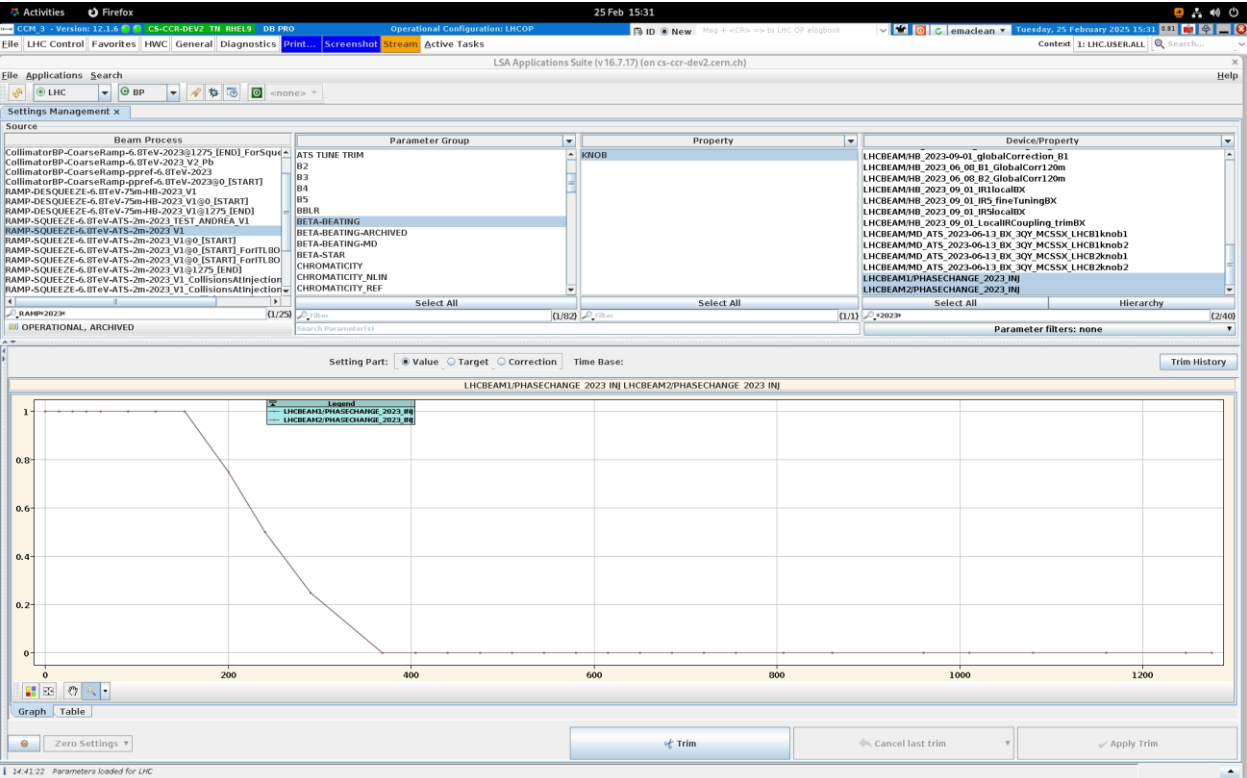 Activities Firefox 25 Feb 15:31
CCM_3 - Version: 12.1.6 CS-CCR-DEV2 TN RHEL9 DB PRO Operational Configuration: LHCOP ID New Msg + <CR> => to LHC OP elogbook emaclean Tuesday, 25 February 2025 15:31 0.81
File LHC Control Favorites HWC General Diagnostics Print... Screenshot Stream Active Tasks Context 1: LHC.USER.ALL Search...
LSA Applications Suite (v 16.7.17) (on cs-ccr-dev2.cern.ch)
File Applications Search Help
LHC BP <none>
Settings Management x
Source
Beam Process
CollimatorBP-CoarseRamp-6.8TeV-2023@1275_[END]_ForSque
CollimatorBP-CoarseRamp-6.8TeV-2023_V2_Pb
CollimatorBP-CoarseRamp-ppref-6.8TeV-2023
CollimatorBP-CoarseRamp-ppref-6.8TeV-2023@0_[START]
RAMP-DESQUEEZE-6.8TeV-75m-HB-2023_V1
RAMP-DESQUEEZE-6.8TeV-75m-HB-2023_V1@0_[START]
RAMP-DESQUEEZE-6.8TeV-75m-HB-2023_V1@1275_[END]
RAMP-SQUEEZE-6.8TeV-ATS-2m-2023_TEST_ANDREA_V1
RAMP-SQUEEZE-6.8TeV-ATS-2m-2023_V1
RAMP-SQUEEZE-6.8TeV-ATS-2m-2023_V1@0_[START]
RAMP-SQUEEZE-6.8TeV-ATS-2m-2023_V1@0_[START]_ForITL8O
RAMP-SQUEEZE-6.8TeV-ATS-2m-2023_V1@0_[START]_ForITL8O
RAMP-SQUEEZE-6.8TeV-ATS-2m-2023_V1@1275_[END]
RAMP-SQUEEZE-6.8TeV-ATS-2m-2023_V1_CollisionsAtInjection
RAMP-SQUEEZE-6.8TeV-ATS-2m-2023_V1_CollisionsAtInjection
RAMP*2023* (1/25)
OPERATIONAL, ARCHIVED
Parameter Group
ATS TUNE TRIM
B2
B3
B4
B5
BBLR
BETA-BEATING
BETA-BEATING-ARCHIVED
BETA-BEATING-MD
BETA-STAR
CHROMATICITY
CHROMATICITY_NLIN
CHROMATICITY_REF
Select All
Filter (1/82)
Search Parameter(s)
Property
KNOB
Select All
Filter (1/1)
Device/Property
LHCBEAM/HB_2023-09-01_globalCorrection_B1
LHCBEAM/HB_2023_06_08_B1_GlobalCorr120m
LHCBEAM/HB_2023_06_08_B2_GlobalCorr120m
LHCBEAM/HB_2023_09_01_IR1localBX
LHCBEAM/HB_2023_09_01_IR5_fineTuningBX
LHCBEAM/HB_2023_09_01_IR5localBX
LHCBEAM/HB_2023_09_01_LocalIRCoupling_trimBX
LHCBEAM/MD_ATS_2023-06-13_BX_3QY_MCSSX_LHCB1knob1
LHCBEAM/MD_ATS_2023-06-13_BX_3QY_MCSSX_LHCB1knob2
LHCBEAM/MD_ATS_2023-06-13_BX_3QY_MCSSX_LHCB2knob1
LHCBEAM/MD_ATS_2023-06-13_BX_3QY_MCSSX_LHCB2knob2
LHCBEAM1/PHASECHANGE_2023_INJ
LHCBEAM2/PHASECHANGE_2023_INJ
Select All Hierarchy
*2023* (2/40)
Parameter filters: none
Setting Part: Value Target Correction Time Base: Trim History
LHCBEAM1/PHASECHANGE_2023_INJ LHCBEAM2/PHASECHANGE_2023_INJ
Legend
LHCBEAM1/PHASECHANGE_2023_INJ
LHCBEAM2/PHASECHANGE_2023_INJ
1
0.8
0.6
0.4
0.2
0
0 200 400 600 800 1000 1200
Graph Table
Zero Settings Trim Cancel last trim Apply Trim
14:41:22 Parameters loaded for LHC